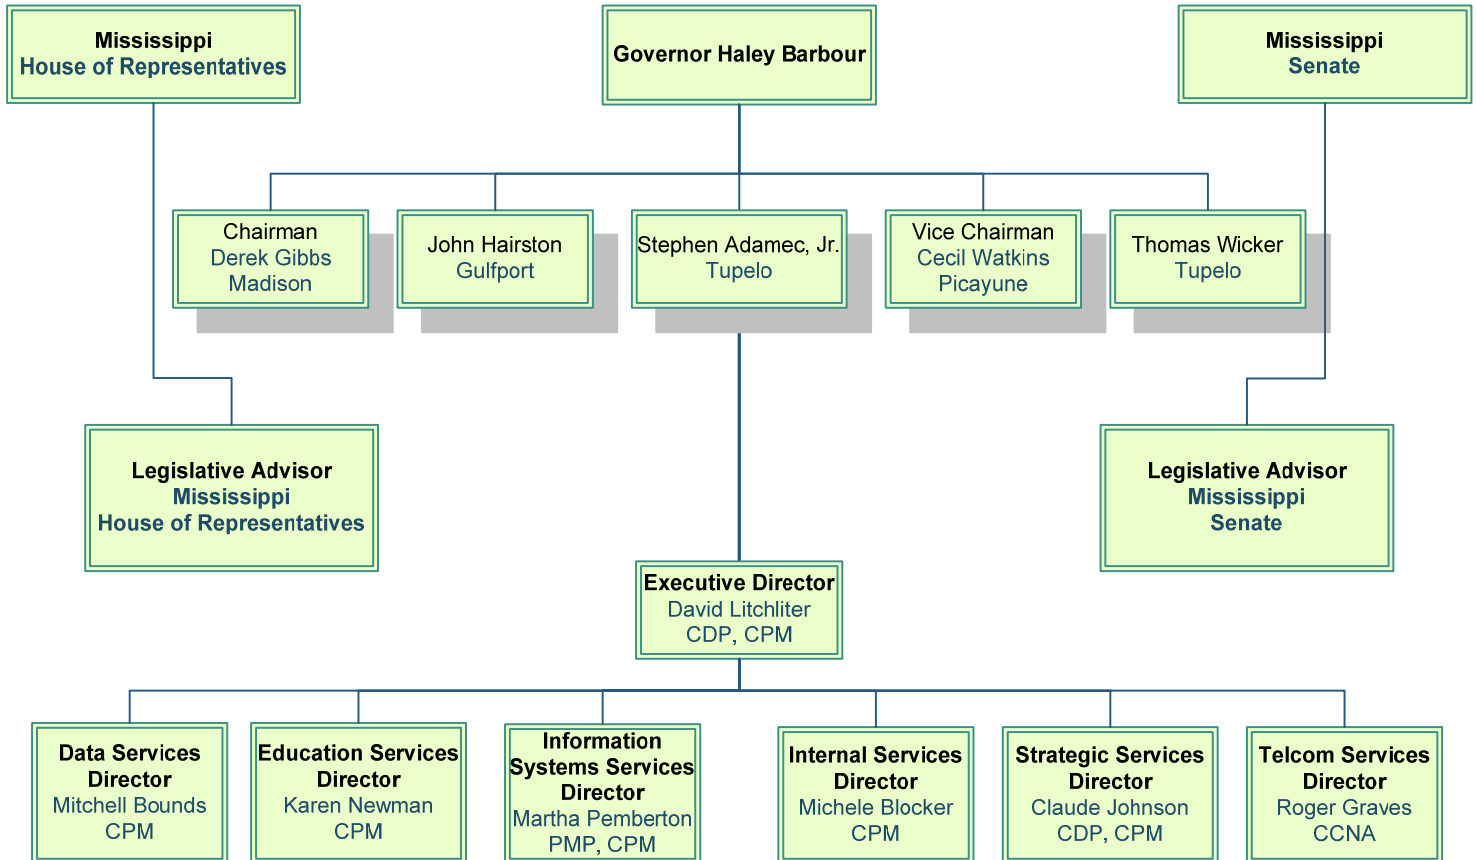 Mississippi
House of Representatives
Governor Haley Barbour
Mississippi
Senate
Chairman
Derek Gibbs
Madison
John Hairston
Gulfport
Stephen Adamec, Jr.
Tupelo
Vice Chairman
Cecil Watkins
Picayune
Thomas Wicker
Tupelo
Legislative Advisor
Mississippi
House of Representatives
Legislative Advisor
Mississippi
Senate
Executive Director
David Litchliter
CDP, CPM
Data Services
Director
Mitchell Bounds
CPM
Education Services
Director
Karen Newman
CPM
Information
Systems Services
Director
Martha Pemberton
PMP, CPM
Internal Services
Director
Michele Blocker
CPM
Strategic Services
Director
Claude Johnson
CDP, CPM
Telcom Services
Director
Roger Graves
CCNA